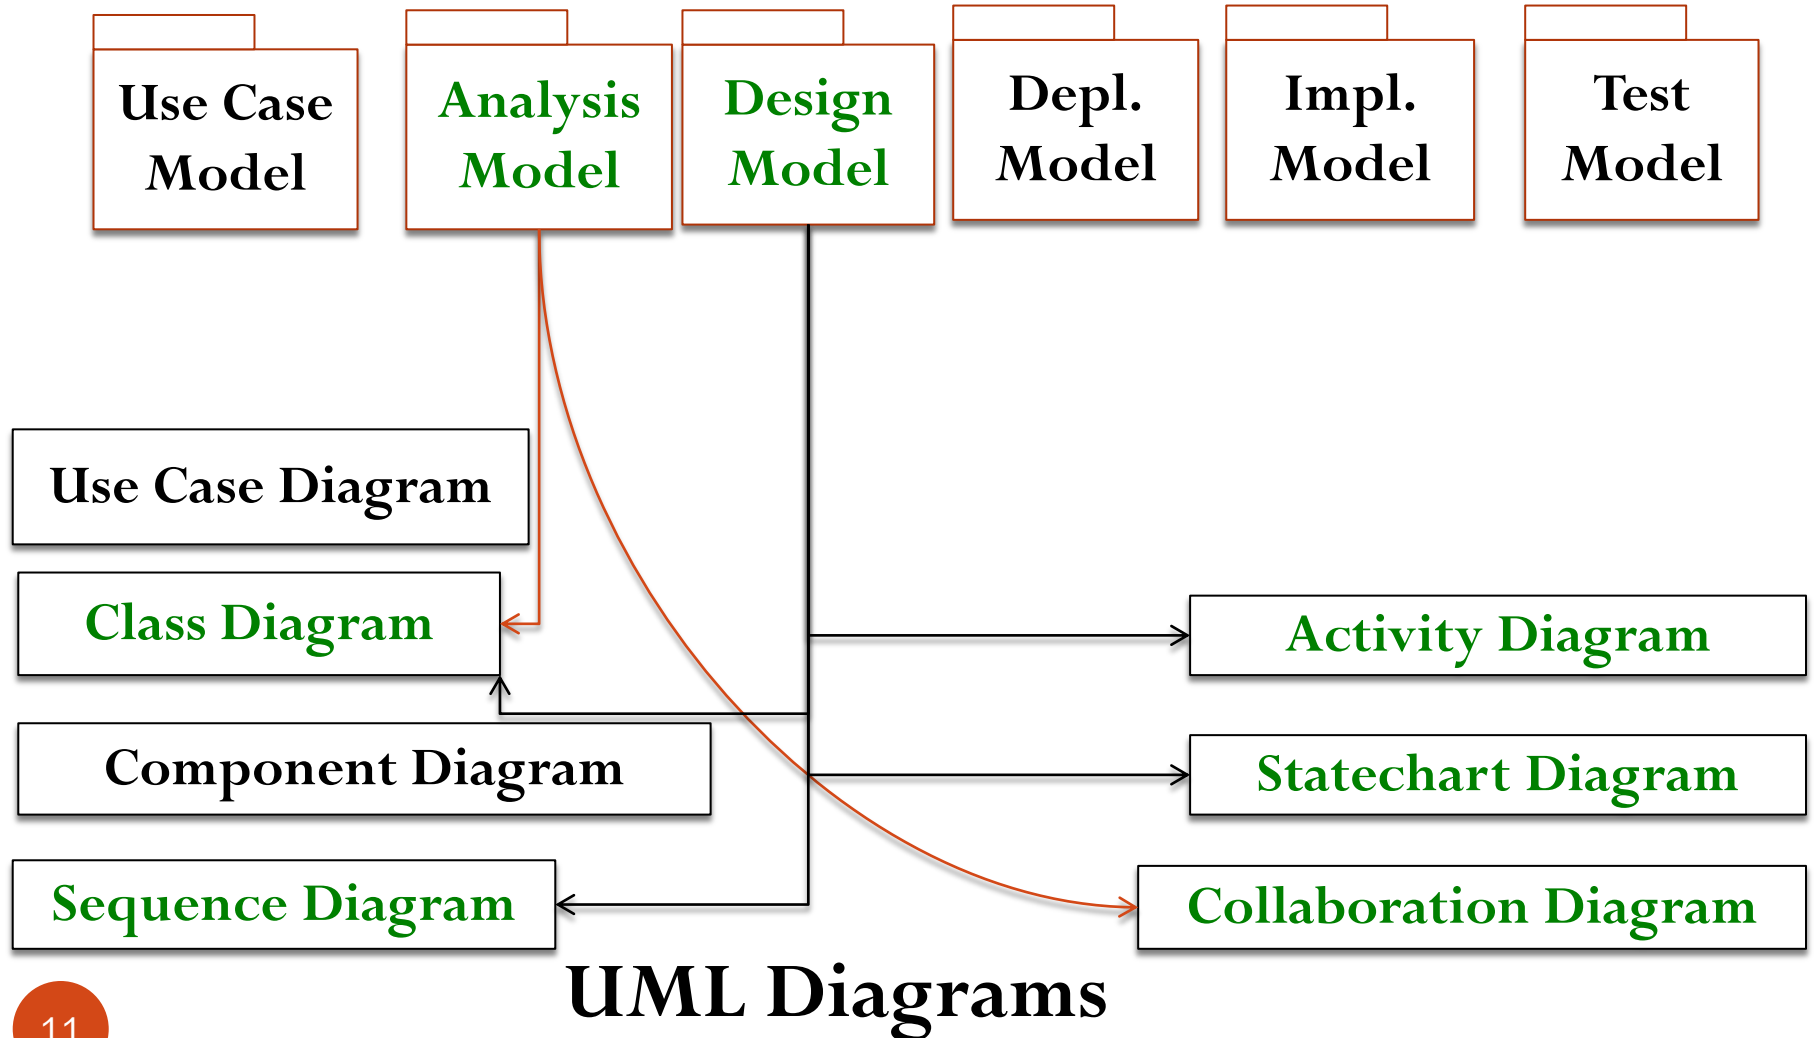 Use Case
Model
Analysis
Model
Design
Model
Depl.
Model
Impl.
Model
Test
Model
Use Case Diagram
Class Diagram
Activity Diagram
Component Diagram
Statechart Diagram
Sequence Diagram
Collaboration Diagram
UML Diagrams
11